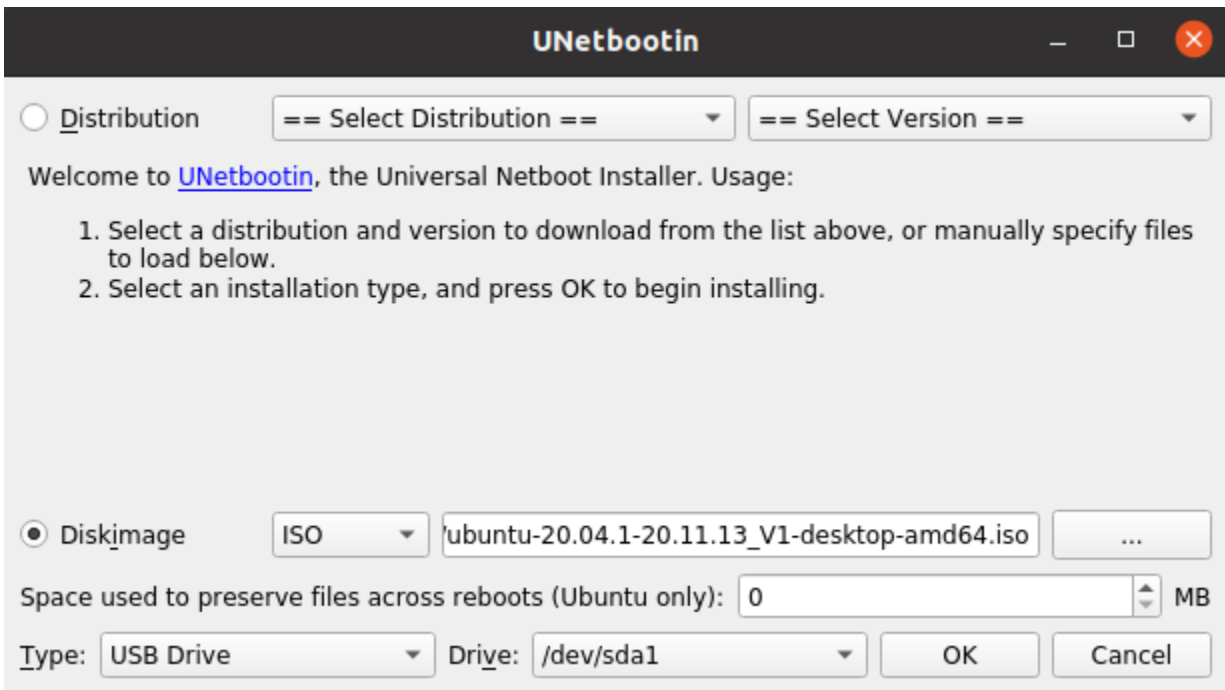 UNetbootin
Distribution == Select Distribution == == Select Version ==
Welcome to UNetbootin, the Universal Netboot Installer. Usage:
1. Select a distribution and version to download from the list above, or manually specify files
to load below.
2. Select an installation type, and press OK to begin installing.
Diskimage ISO ubuntu-20.04.1-20.11.13_V1-desktop-amd64.iso ...
Space used to preserve files across reboots (Ubuntu only): 0 MB
Type: USB Drive Drive: /dev/sda1 OK Cancel